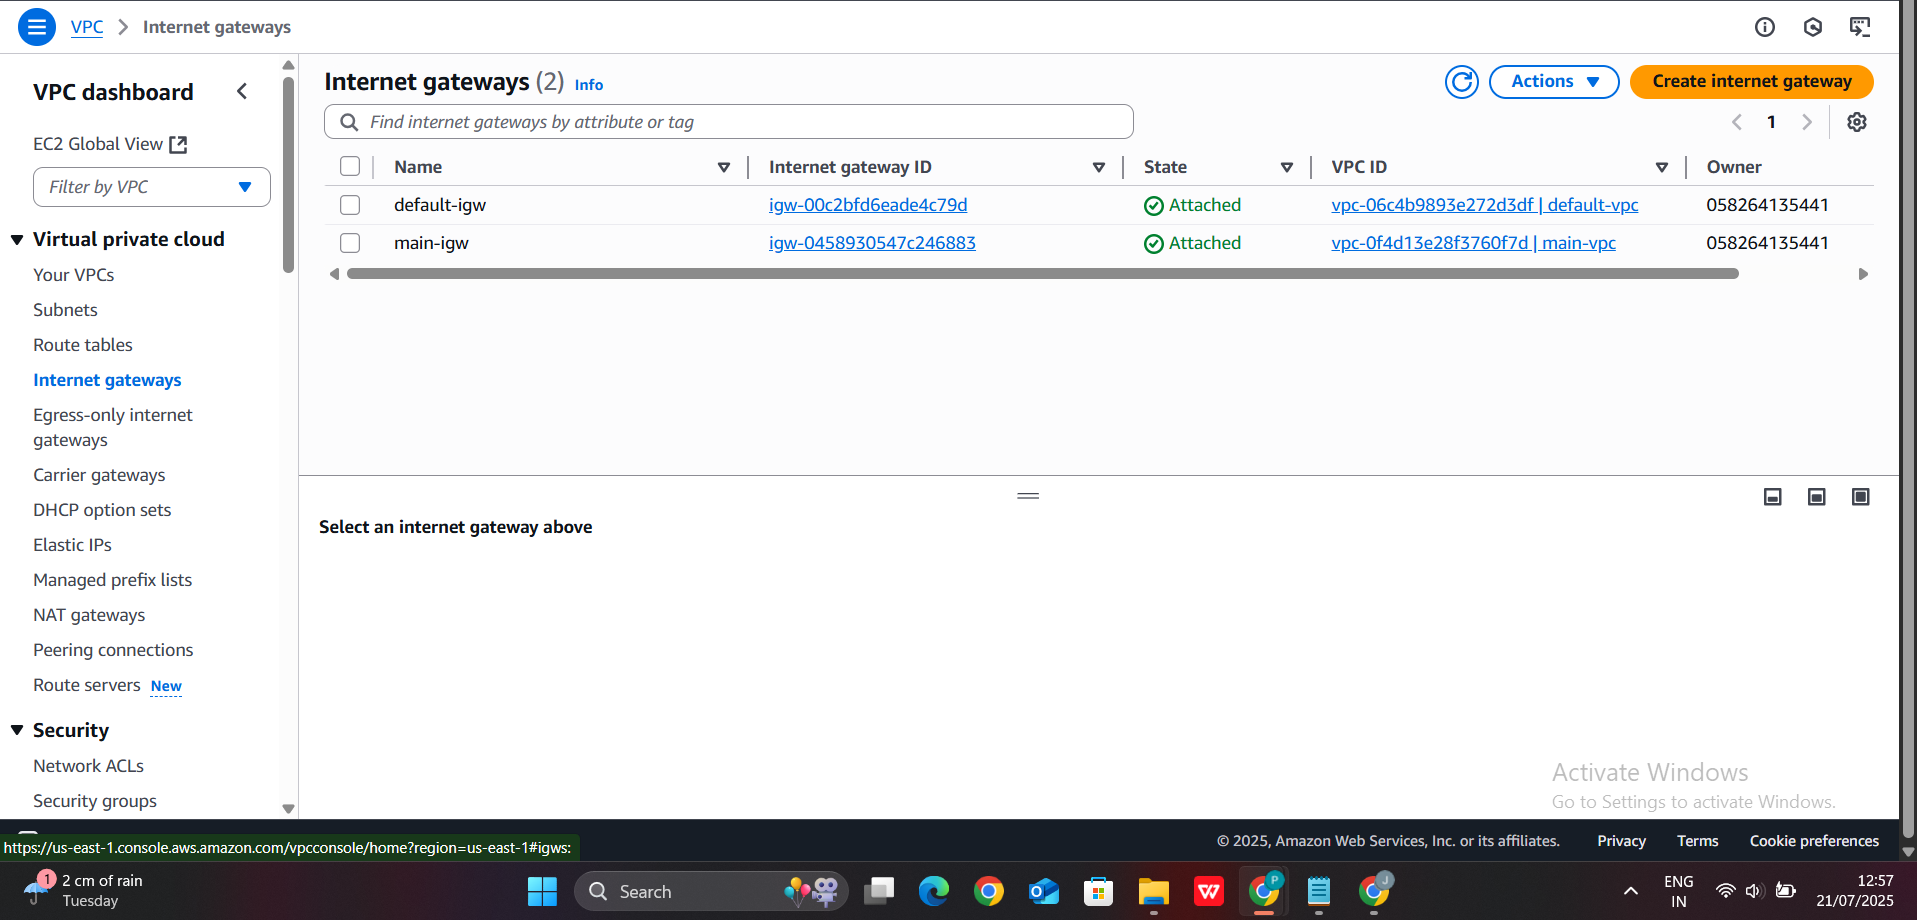 VPC > Internet gateways
VPC dashboard
EC2 Global View
Filter by VPC
Virtual private cloud
Your VPCs
Subnets
Route tables
Internet gateways
Egress-only internet
gateways
Carrier gateways
DHCP option sets
Elastic IPs
Managed prefix lists
NAT gateways
Peering connections
Route servers New
Security
Network ACLs
Security groups
Internet gateways (2) Info
Actions
Create internet gateway
Find internet gateways by attribute or tag
1
Name Internet gateway ID State VPC ID Owner
default-igw igw-00c2bfd6eade4c79d Attached vpc-06c4b9893e272d3df | default-vpc 058264135441
main-igw igw-0458930547c246883 Attached vpc-0f4d13e28f3760f7d | main-vpc 058264135441
Select an internet gateway above
Activate Windows
Go to Settings to activate Windows.
https://us-east-1.console.aws.amazon.com/vpcconsole/home?region=us-east-1#igws:
© 2025, Amazon Web Services, Inc. or its affiliates. Privacy Terms Cookie preferences
1
2 cm of rain
Tuesday
Search
P
J
ENG
IN
12:57
21/07/2025